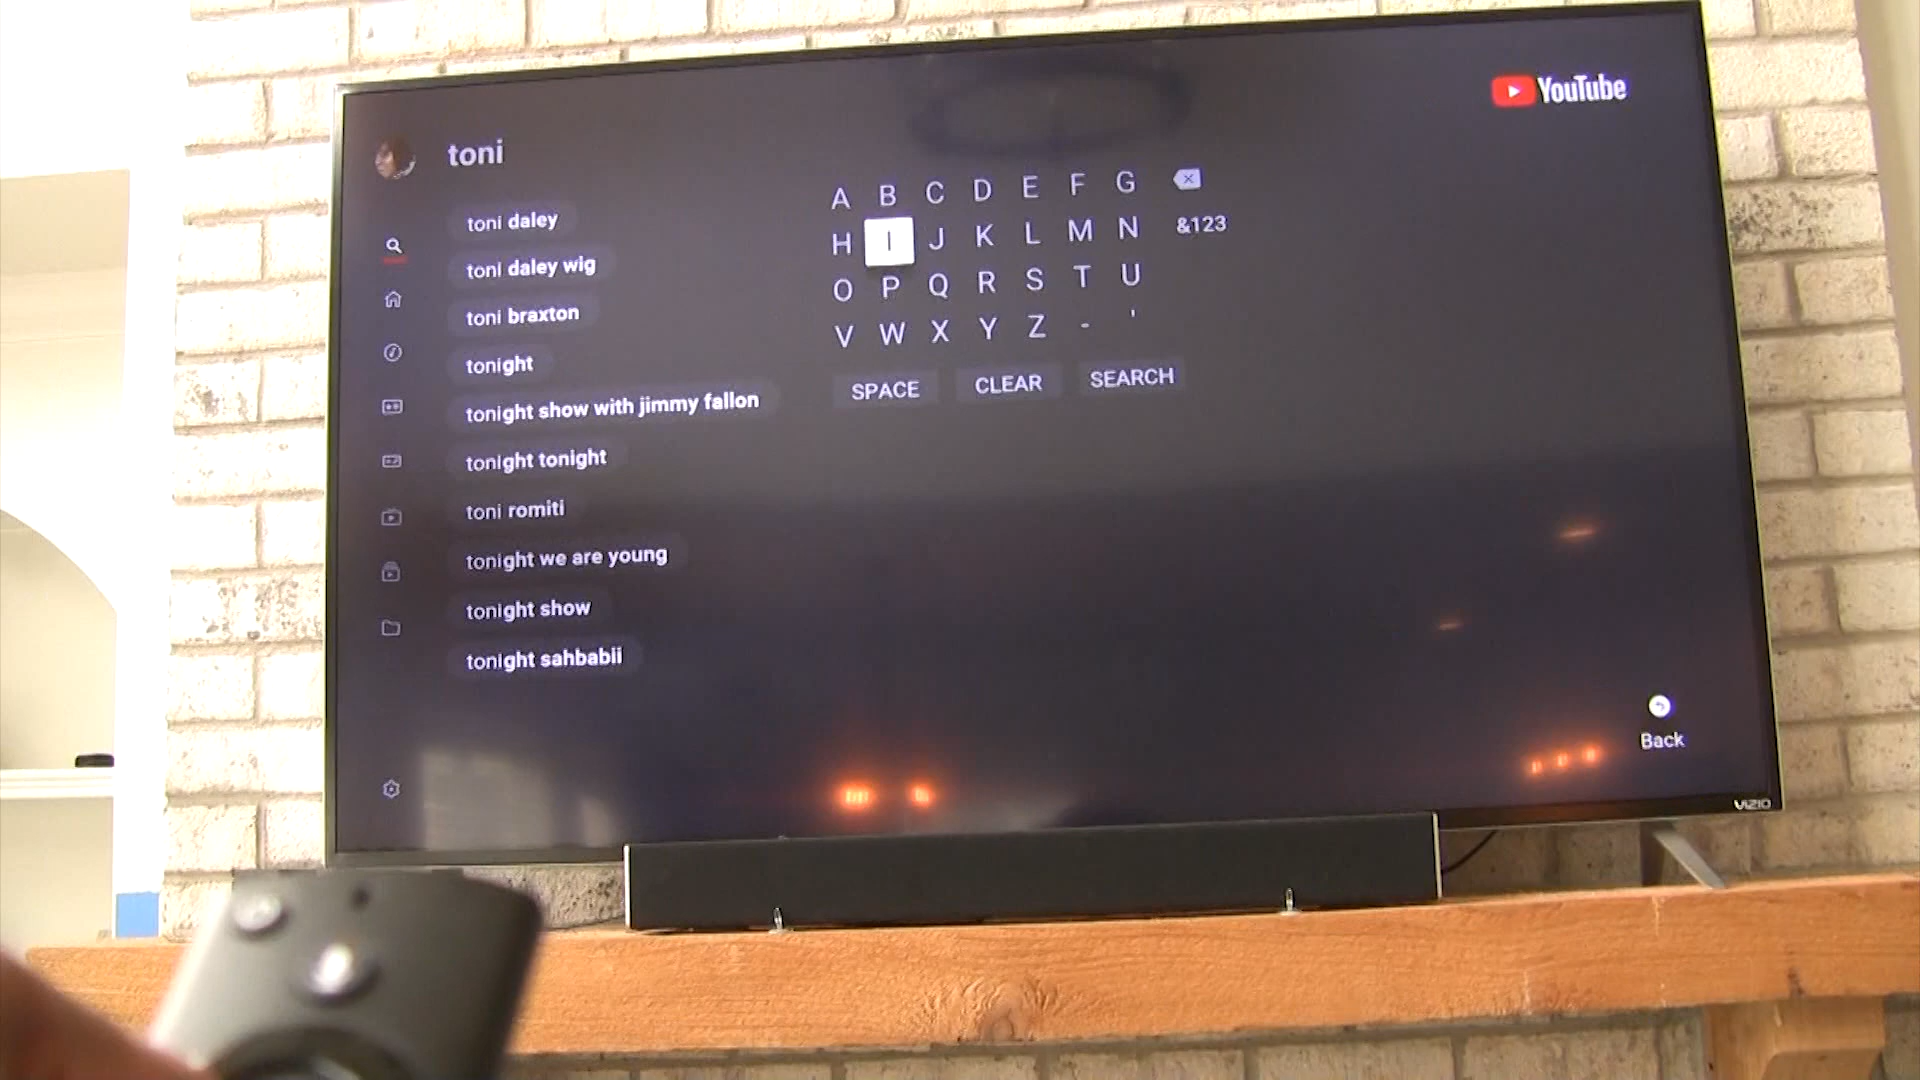 YouTube
toni
toni daley
toni daley wig
toni braxton
tonight
tonight show with jimmy fallon
tonight tonight
toni romiti
tonight we are young
tonight show
tonight sahbabii
A B C D E F G
H I J K L M N &123
O P Q R S T U
V W X Y Z - '
SPACE CLEAR SEARCH
Back
VIZIO